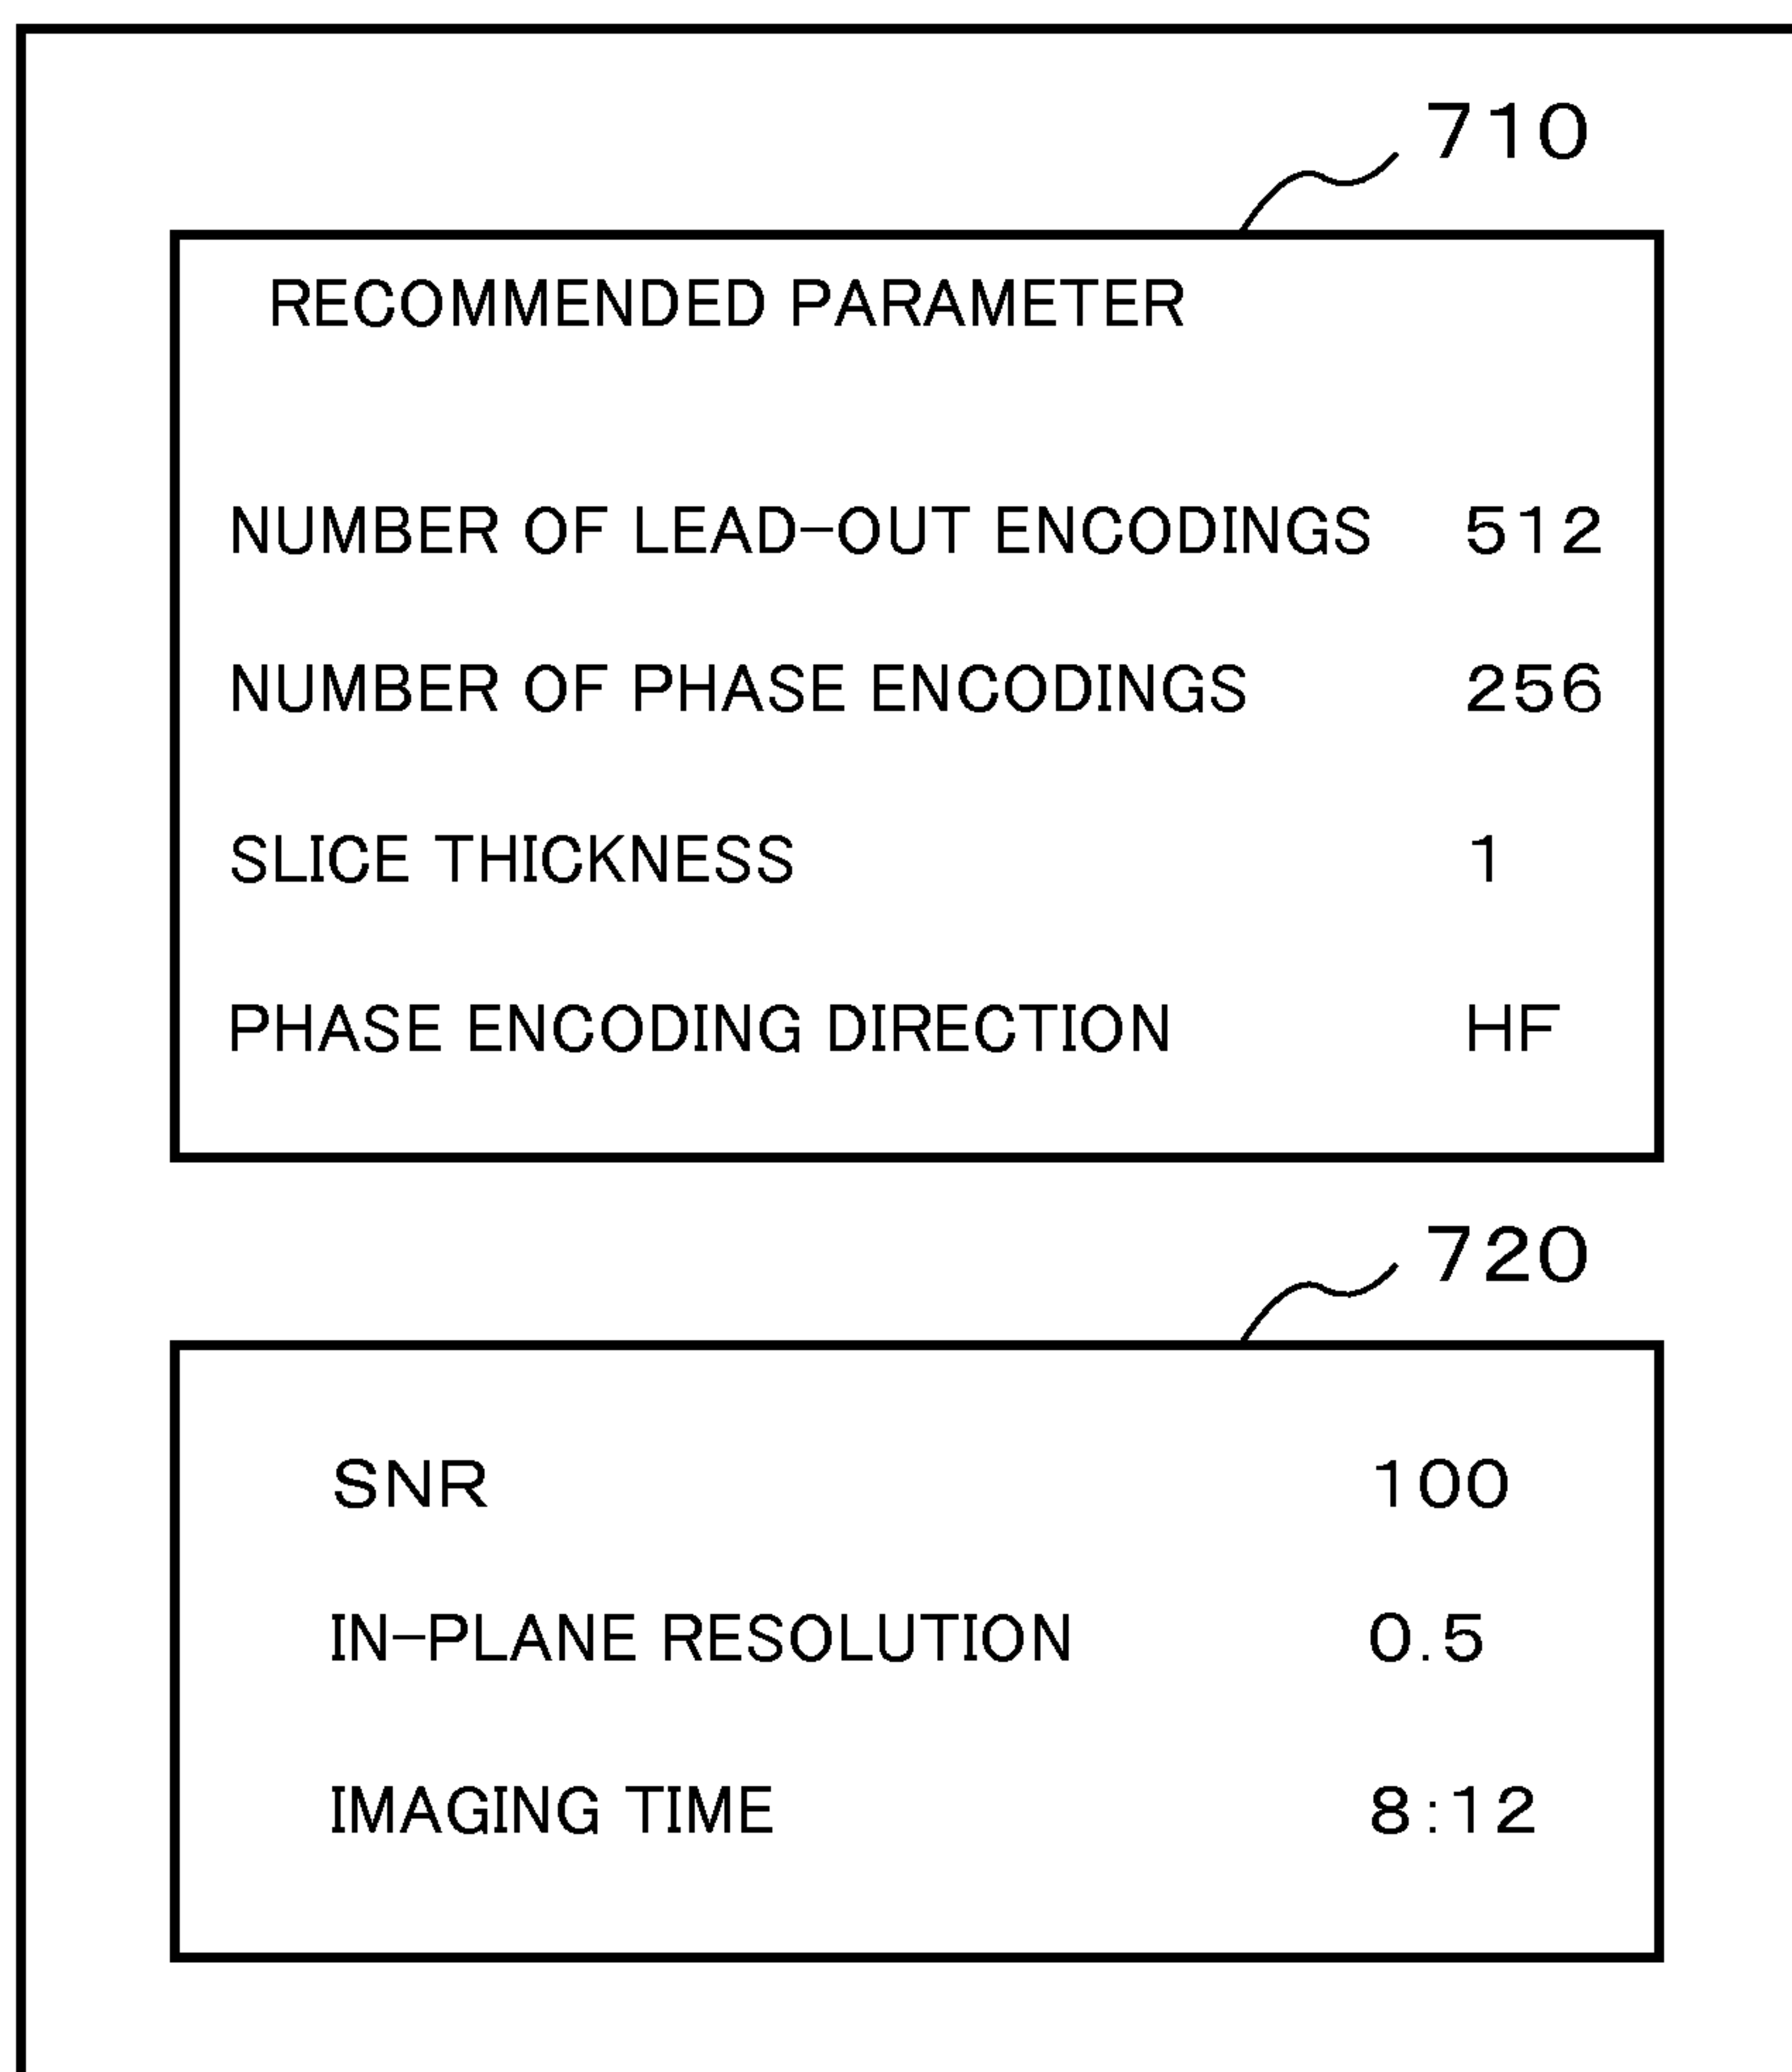 710
RECOMMENDED PARAMETER
NUMBER OF LEAD-OUT ENCODINGS 512
NUMBER OF PHASE ENCODINGS 256
SLICE THICKNESS 1
PHASE ENCODING DIRECTION HF
720
SNR 100
IN-PLANE RESOLUTION 0.5
IMAGING TIME 8:12